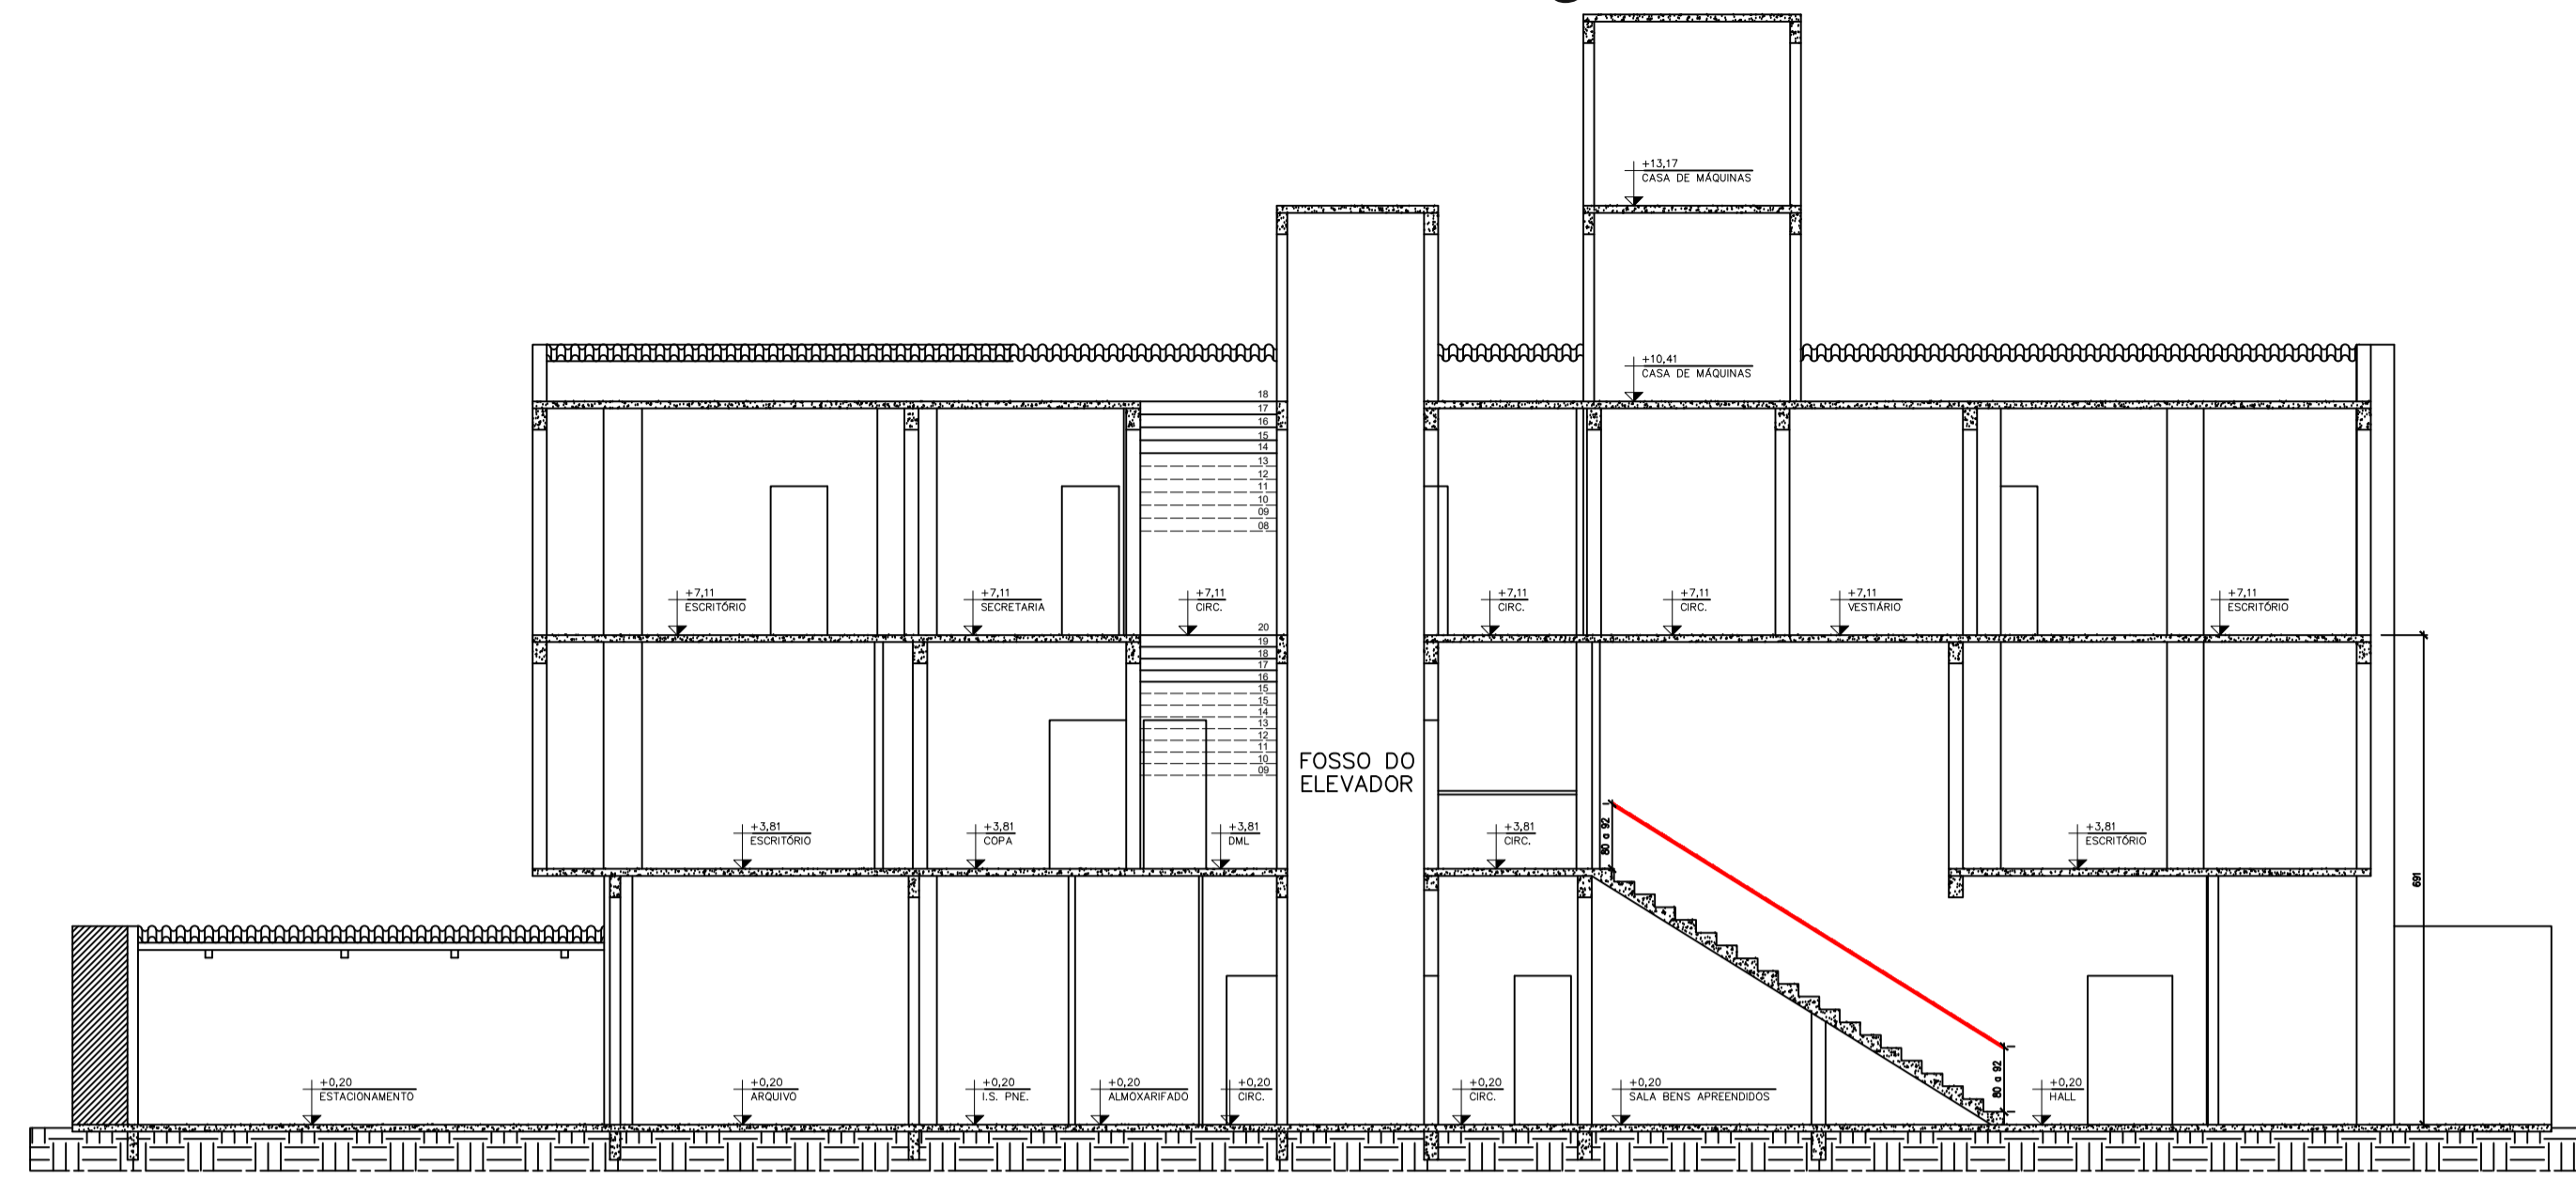 +13,17
CASA DE MÁQUINAS
+10,41
CASA DE MÁQUINAS
18
17
16
15
14
13
12
11
10
09
08
+7,11
ESCRITÓRIO
+7,11
SECRETARIA
+7,11
CIRC.
+7,11
CIRC.
+7,11
CIRC.
+7,11
VESTIÁRIO
+7,11
ESCRITÓRIO
20
19
18
17
16
15
15
14
13
12
11
10
09
FOSSO DO
ELEVADOR
+3,81
ESCRITÓRIO
+3,81
COPA
+3,81
DML
+3,81
CIRC.
80 a 92
+3,81
ESCRITÓRIO
691
+0,20
ESTACIONAMENTO
+0,20
ARQUIVO
+0,20
I.S. PNE.
+0,20
ALMOXARIFADO
+0,20
CIRC.
+0,20
CIRC.
+0,20
SALA BENS APREENDIDOS
80 a 92
+0,20
HALL